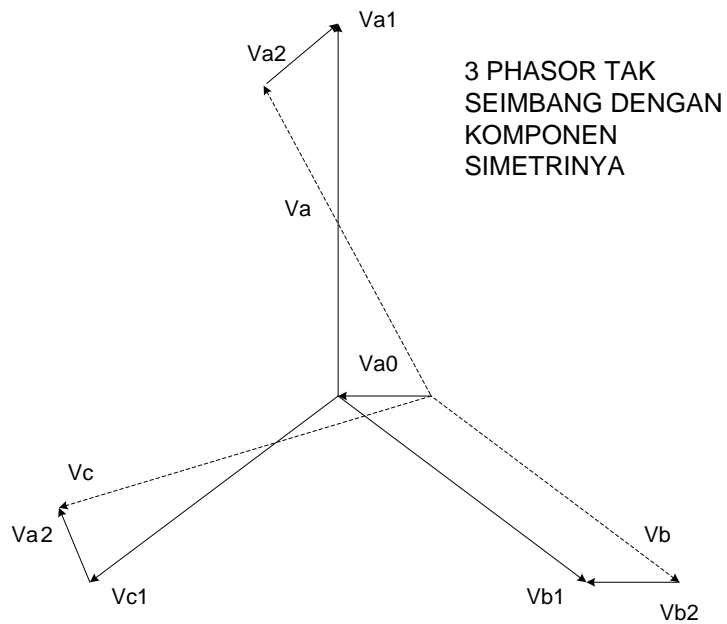 Va1
Va2
3 PHASOR TAK
SEIMBANG DENGAN
KOMPONEN
SIMETRINYA
Va
Va0
Vc
Va2
Vb
Vc1
Vb1
Vb2